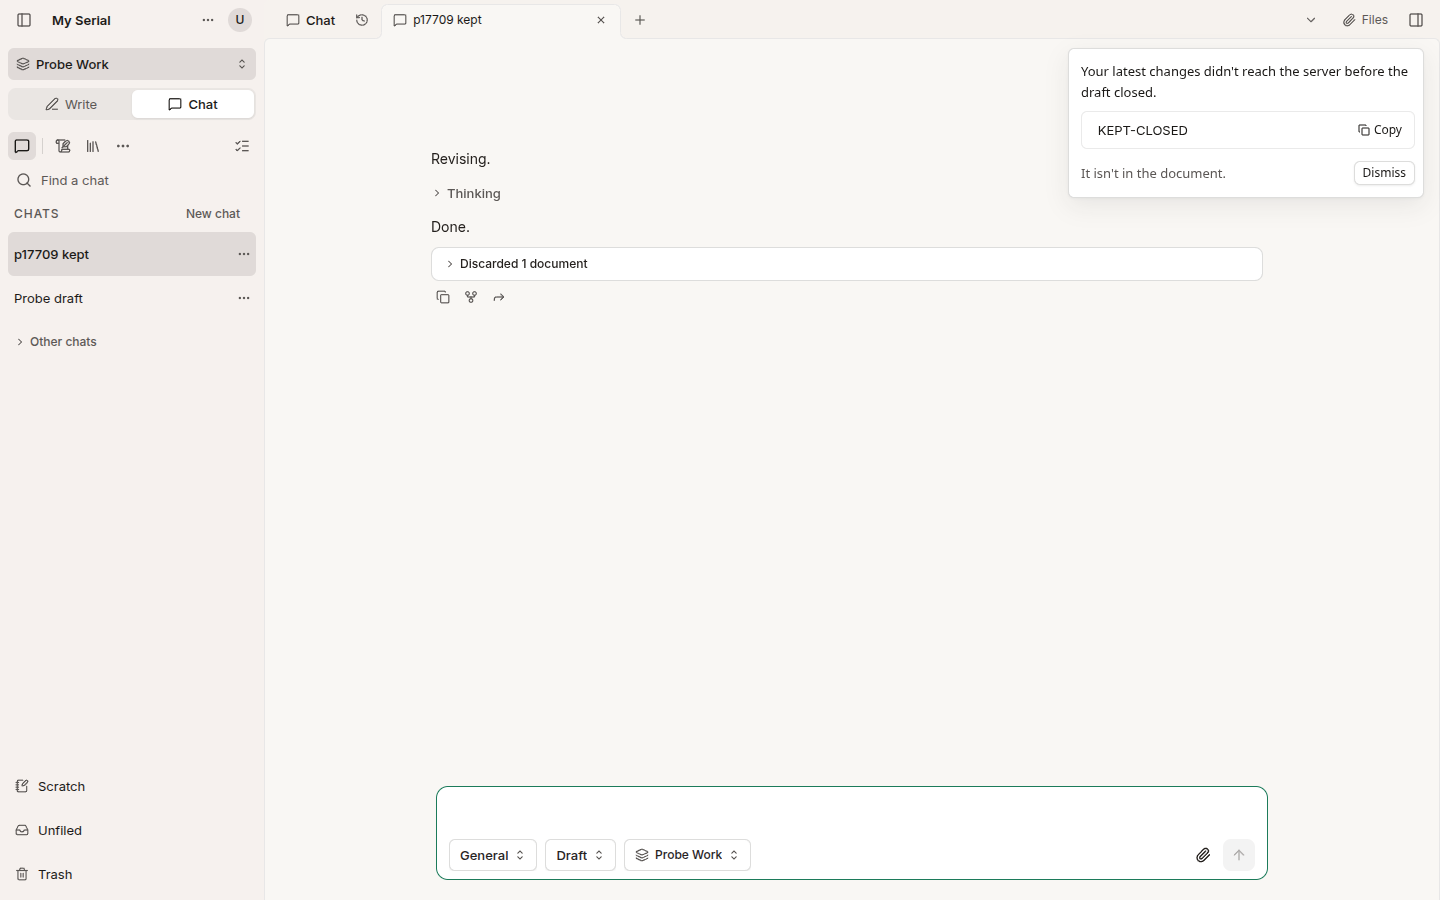 My Serial
U
Probe Work
Write
Chat
Find a chat
CHATS
New chat
p17709 kept
Probe draft
Other chats
Scratch
Unfiled
Trash
Chat
p17709 kept
Files
Your latest changes didn't reach the server before the
draft closed.
KEPT-CLOSED
Copy
It isn't in the document.
Dismiss
Revising.
Thinking
Done.
Discarded 1 document
General
Draft
Probe Work